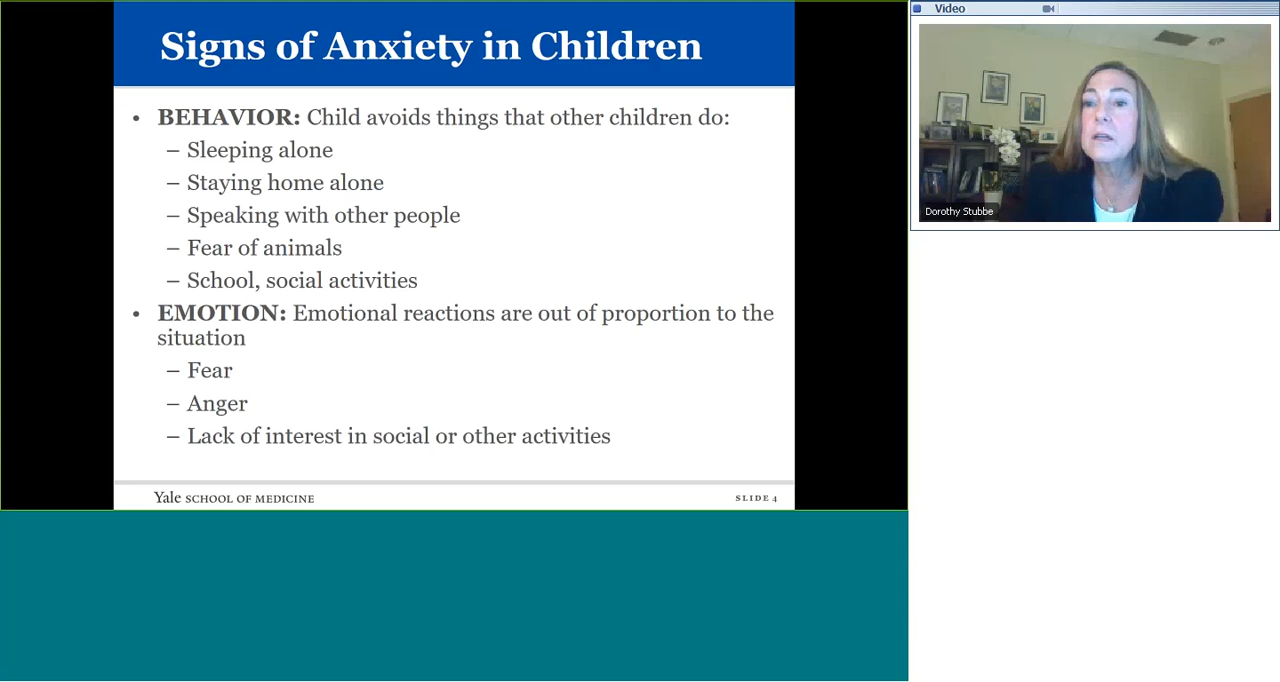 Signs of Anxiety in Children
• BEHAVIOR: Child avoids things that other children do:
– Sleeping alone
– Staying home alone
– Speaking with other people
– Fear of animals
– School, social activities
• EMOTION: Emotional reactions are out of proportion to the
situation
– Fear
– Anger
– Lack of interest in social or other activities
Yale SCHOOL OF MEDICINE
SLIDE 4
Video
Dorothy Stubbe